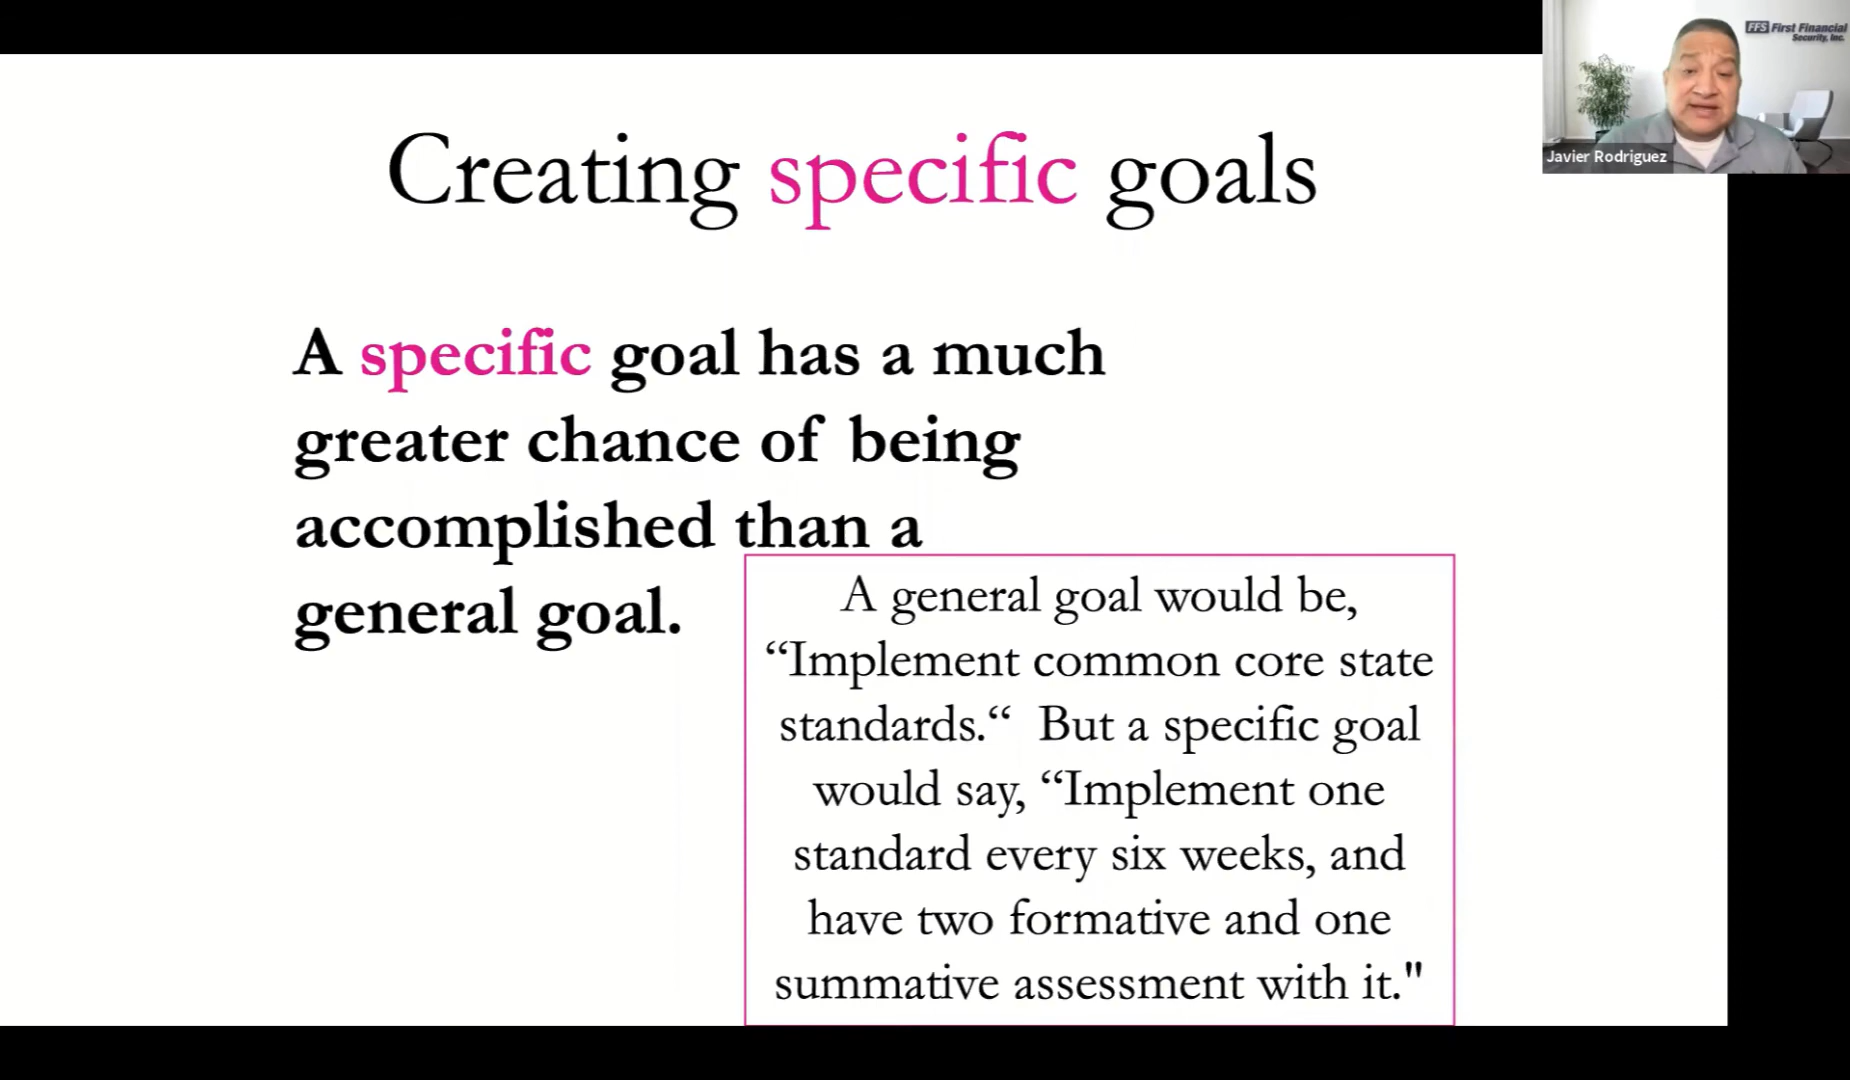 FFS First Financial
Security, Inc.
Javier Rodriguez
Creating specific goals
A specific goal has a much
greater chance of being
accomplished than a
general goal.
A general goal would be,
“Implement common core state
standards.“  But a specific goal
would say, “Implement one
standard every six weeks, and
have two formative and one
summative assessment with it."